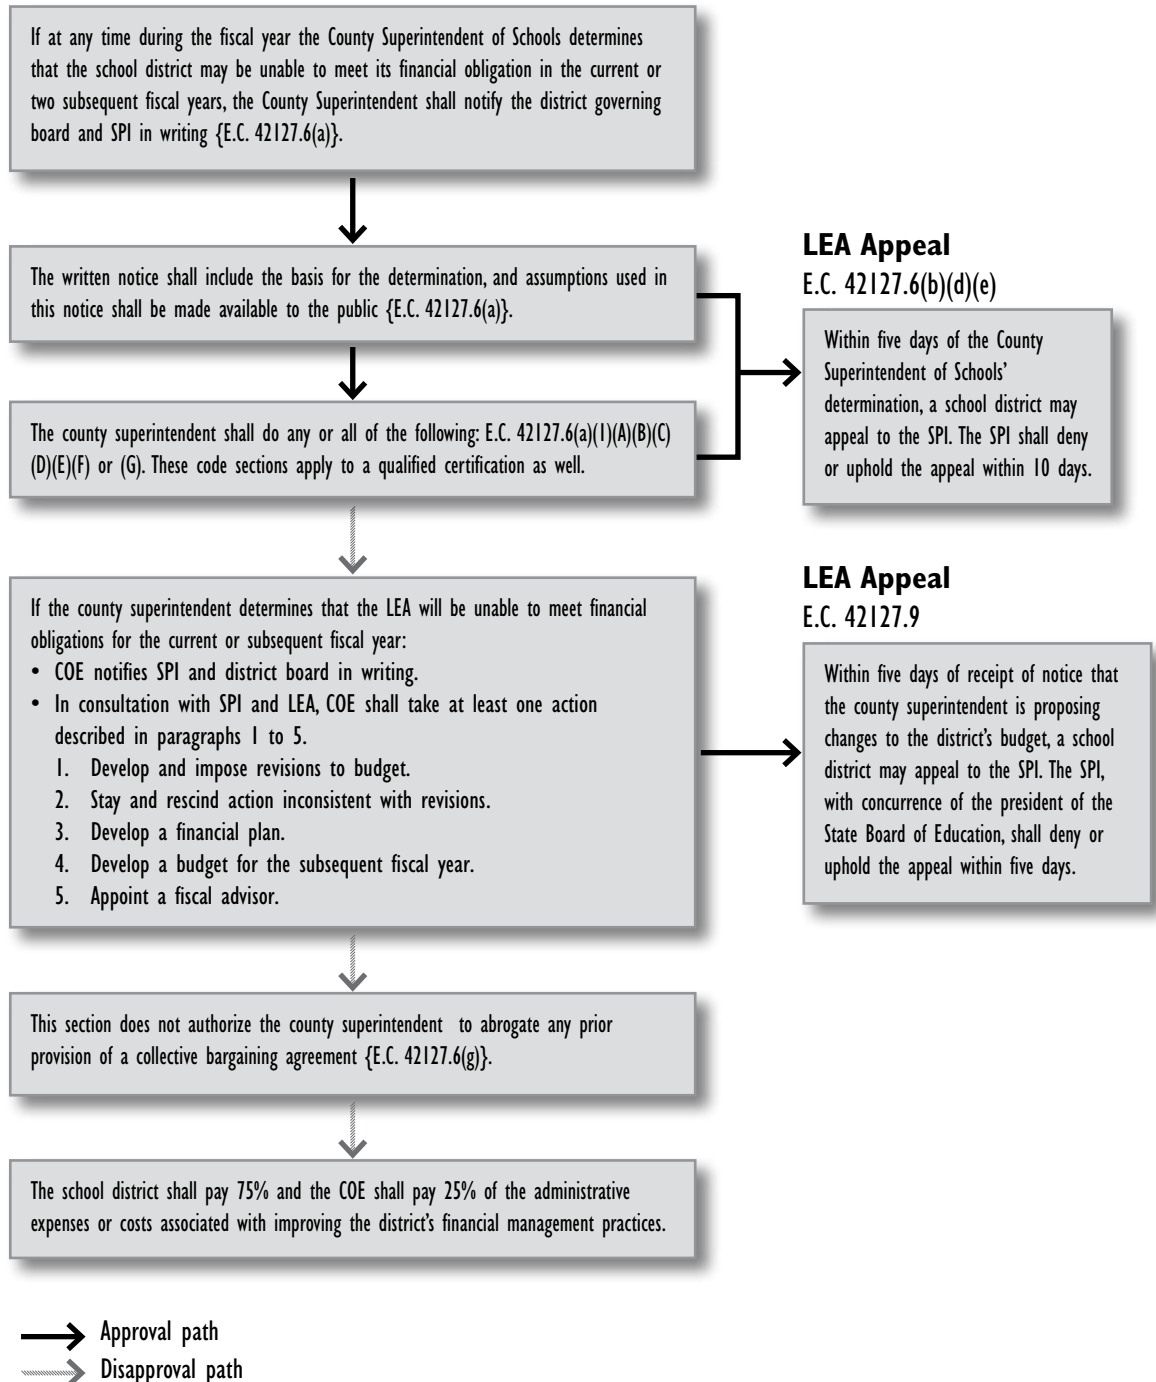 If at any time during the fiscal year the County Superintendent of Schools determines
that the school district may be unable to meet its financial obligation in the current or
two subsequent fiscal years, the County Superintendent shall notify the district governing
board and SPI in writing {E.C. 42127.6(a)}.
The written notice shall include the basis for the determination, and assumptions used in
this notice shall be made available to the public {E.C. 42127.6(a)}.
The county superintendent shall do any or all of the following: E.C. 42127.6(a)(1)(A)(B)(C)
(D)(E)(F) or (G). These code sections apply to a qualified certification as well.
LEA Appeal
E.C. 42127.6(b)(d)(e)
Within five days of the County
Superintendent of Schools'
determination, a school district may
appeal to the SPI. The SPI shall deny
or uphold the appeal within 10 days.
If the county superintendent determines that the LEA will be unable to meet financial
obligations for the current or subsequent fiscal year:
• COE notifies SPI and district board in writing.
• In consultation with SPI and LEA, COE shall take at least one action
described in paragraphs 1 to 5.
1. Develop and impose revisions to budget.
2. Stay and rescind action inconsistent with revisions.
3. Develop a financial plan.
4. Develop a budget for the subsequent fiscal year.
5. Appoint a fiscal advisor.
LEA Appeal
E.C. 42127.9
Within five days of receipt of notice that
the county superintendent is proposing
changes to the district's budget, a school
district may appeal to the SPI. The SPI,
with concurrence of the president of the
State Board of Education, shall deny or
uphold the appeal within five days.
This section does not authorize the county superintendent to abrogate any prior
provision of a collective bargaining agreement {E.C. 42127.6(g)}.
The school district shall pay 75% and the COE shall pay 25% of the administrative
expenses or costs associated with improving the district's financial management practices.
Approval path
Disapproval path